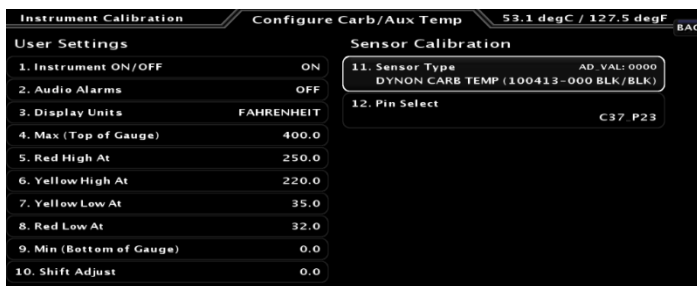 Instrument Calibration
Configure Carb/Aux Temp
53.1 degC / 127.5 degF
BAC
User Settings
1. Instrument ON/OFF ON
2. Audio Alarms OFF
3. Display Units FAHRENHEIT
4. Max (Top of Gauge) 400.0
5. Red High At 250.0
6. Yellow High At 220.0
7. Yellow Low At 35.0
8. Red Low At 32.0
9. Min (Bottom of Gauge) 0.0
10. Shift Adjust 0.0
Sensor Calibration
11. Sensor Type AD_VAL: 0000
DYNON CARB TEMP (100413-000 BLK/BLK)
12. Pin Select
C37_P23